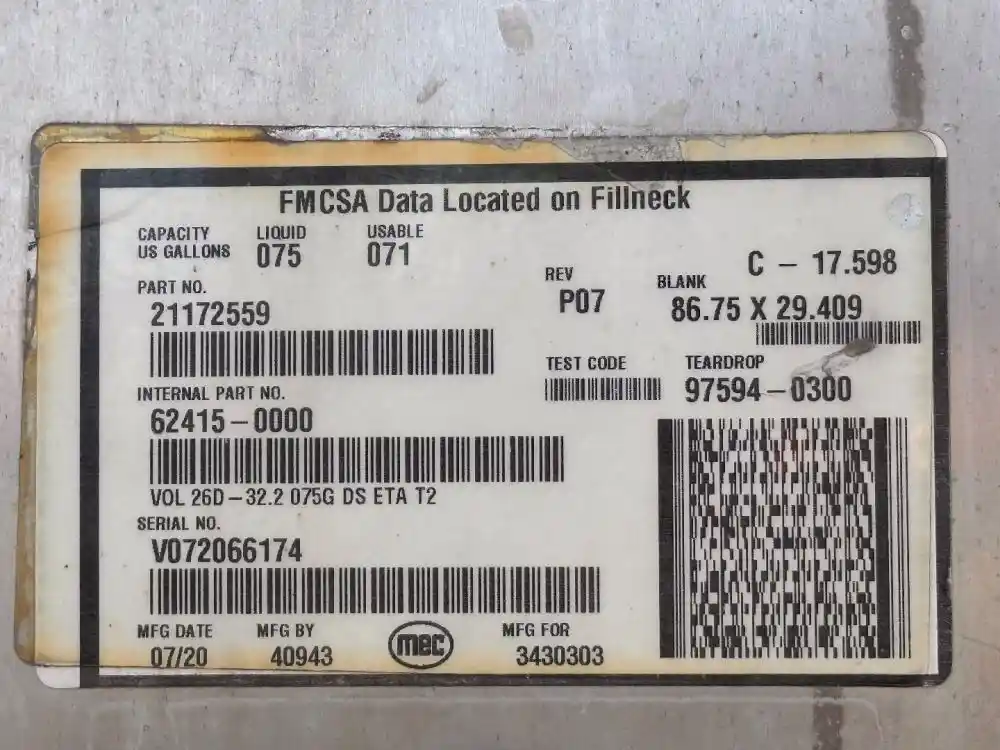 FMCSA Data Located on Fillneck
CAPACITY US GALLONS
LIQUID 075
USABLE 071
C - 17.598
PART NO.
21172559
REV
P07
BLANK
86.75 X 29.409
TEST CODE
TEARDROP
97594-0300
INTERNAL PART NO.
62415-0000
VOL 26D-32.2 075G DS ETA T2
SERIAL NO.
V072066174
MFG DATE
07/20
MFG BY
40943
mec
MFG FOR
3430303